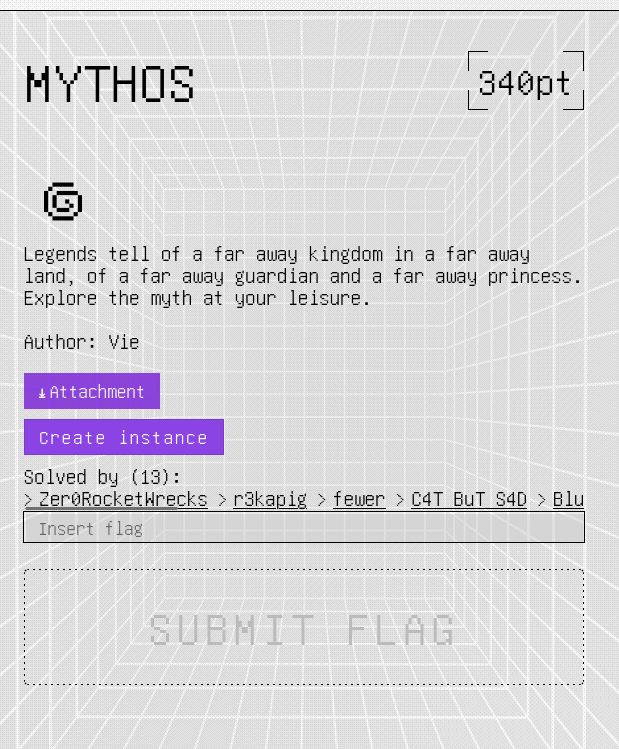 MYTHOS
340pt
Legends tell of a far away kingdom in a far away
land, of a far away guardian and a far away princess.
Explore the myth at your leisure.
Author: Vie
Attachment
Create instance
Solved by (13):
> Zer0RocketWrecks > r3kapig > fewer > C4T BuT S4D > Blu
Insert flag
SUBMIT FLAG